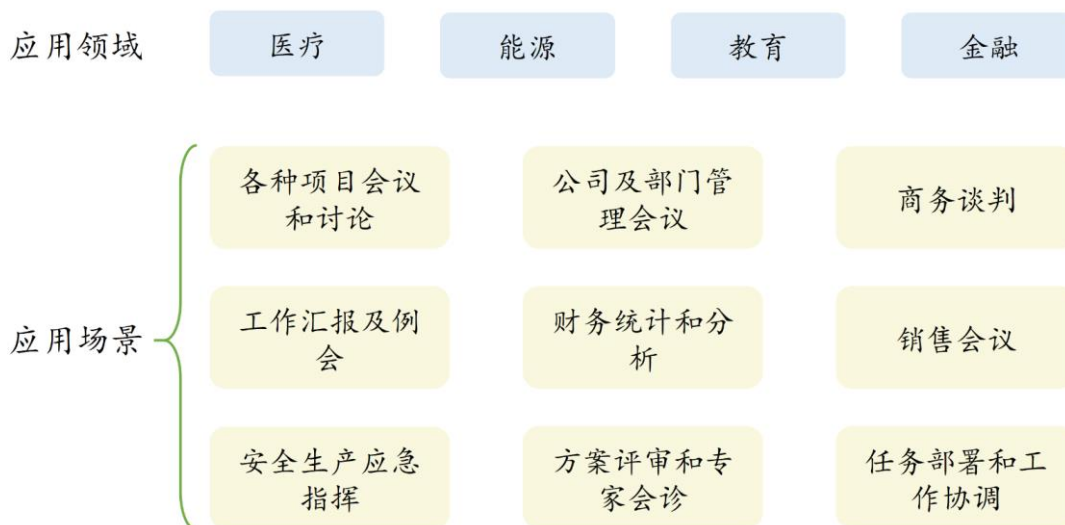 应用领域
医疗
能源
教育
金融
各种项目会议
和讨论
公司及部门管
理会议
商务谈判
应用场景
工作汇报及例
会
财务统计和分
析
销售会议
安全生产应急
指挥
方案评审和专
家会诊
任务部署和工
作协调